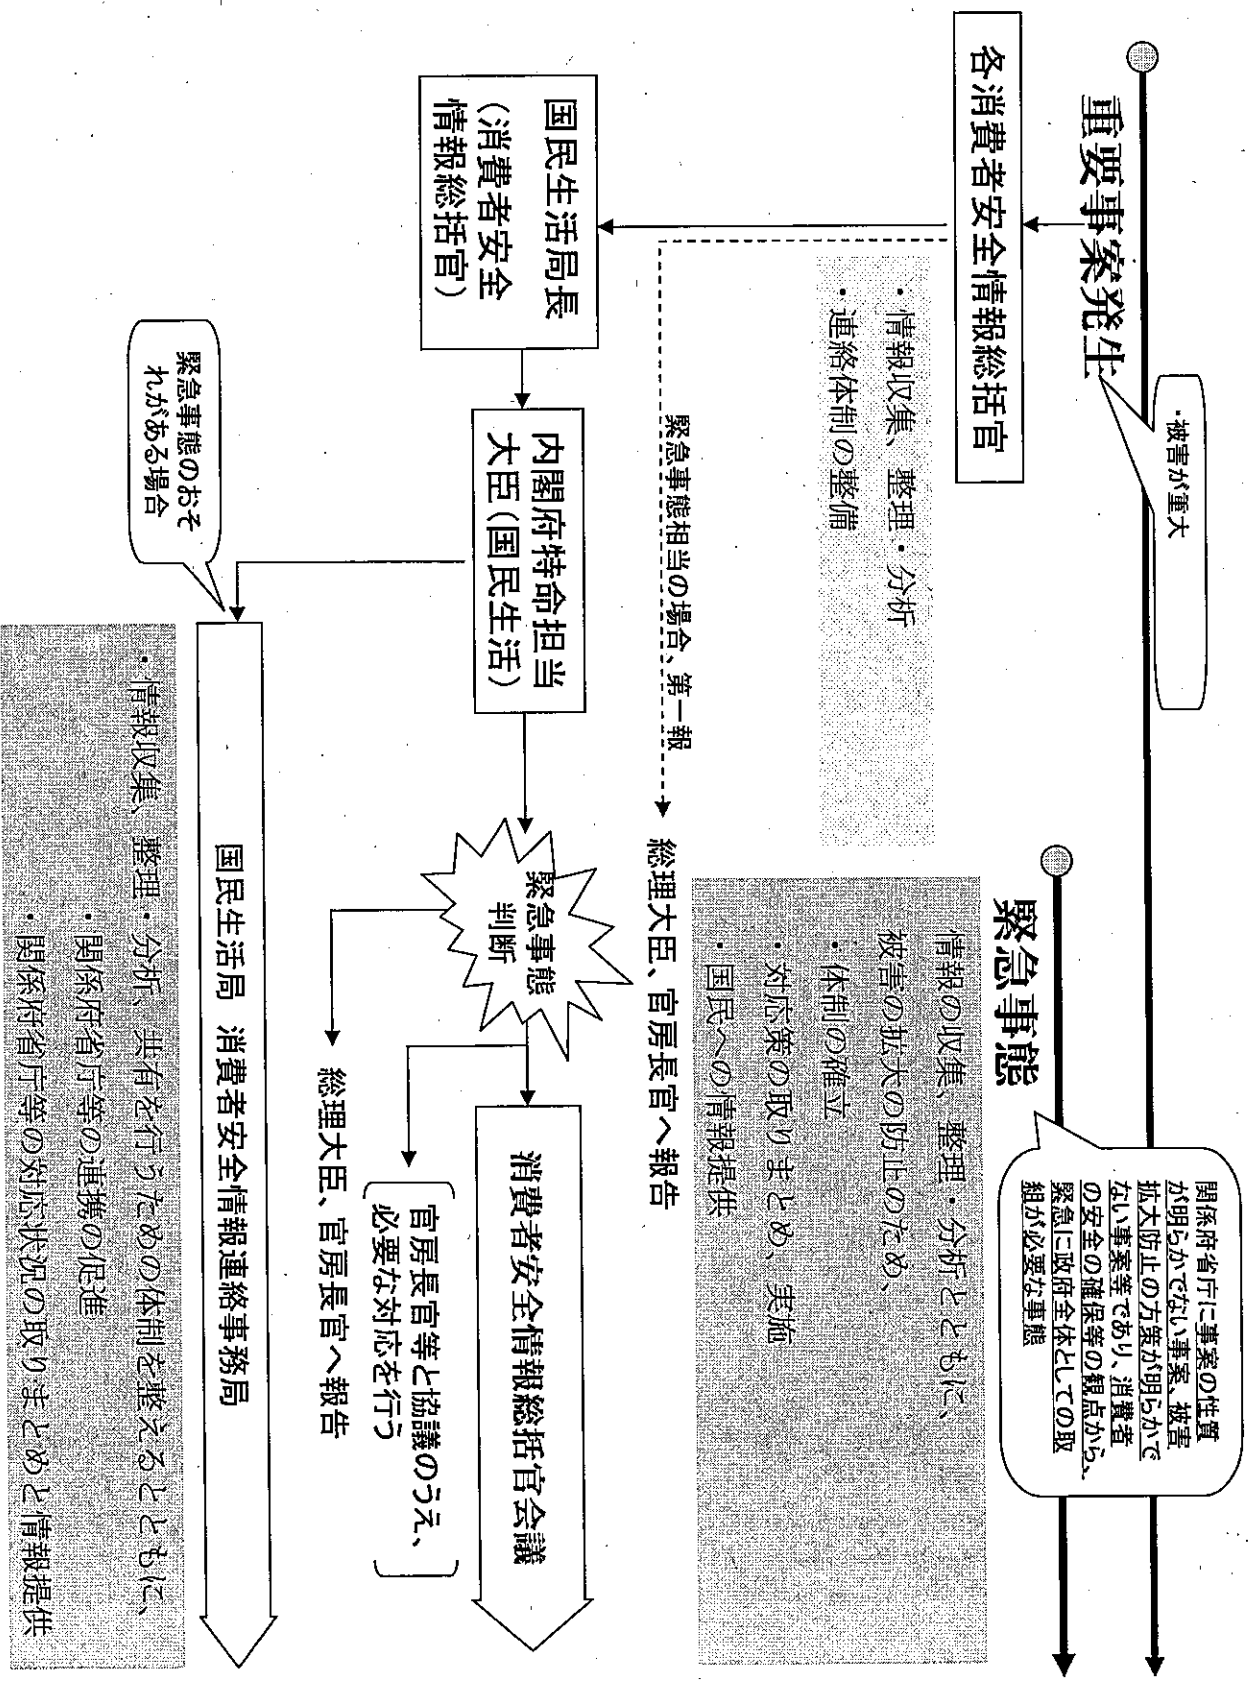 重要事案発生
・被害が重大
各消費者安全情報総括官
・情報収集、整理・分析
・連絡体制の整備
緊急事態
関係府省庁に事案の性質
が明らかでない事案、被害
拡大防止の方策が明らかで
ない事案等であり、消費者
の安全の確保等の観点から、
緊急に政府全体としての取
組が必要な事態
情報の収集、整理・分析とともに、
被害の拡大の防止のため、
・体制の確立
・対応策の取りまとめ、実施
・国民への情報提供
緊急事態相当の場合、第一報
総理大臣、官房長官へ報告
国民生活局長
(消費者安全
情報総括官)
内閣府特命担当
大臣(国民生活)
緊急事態
判断
消費者安全情報総括官会議
官房長官等と協議のうえ、
必要な対応を行う
総理大臣、官房長官へ報告
緊急事態のおそ
れがある場合
国民生活局 消費者安全情報連絡事務局
・情報収集、整理・分析、共有を行うための体制を整えるとともに、
・関係府省庁等の連携の促進
・関係府省庁等の対応状況の取りまとめと情報提供